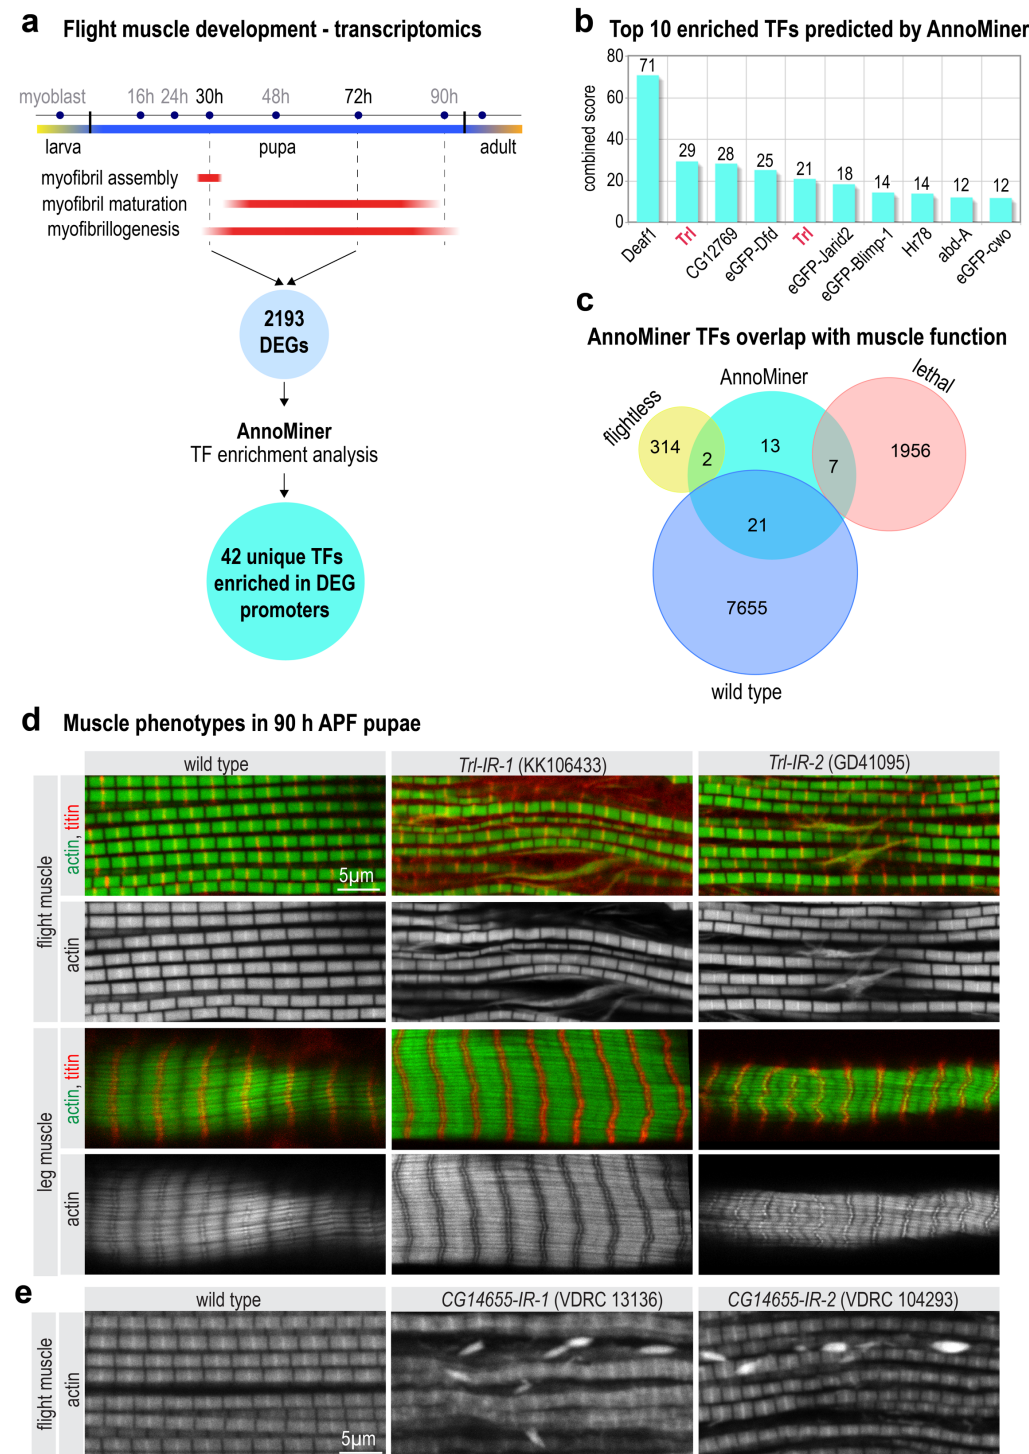 a Flight muscle development - transcriptomics
myoblast 16h 24h 30h 48h 72h 90h
larva pupa adult
myofibril assembly
myofibril maturation
myofibrillogenesis
2193
DEGs
AnnoMiner
TF enrichment analysis
42 unique TFs
enriched in DEG
promoters
b Top 10 enriched TFs predicted by AnnoMiner
combined score
80
60
40
20
0
71 29 28 25 21 18 14 14 12 12
Deaf1 Trl CG12769 eGFP-Dfd Trl eGFP-Jarid2 eGFP-Blimp-1 Hr78 abd-A eGFP-cwo
c
AnnoMiner TFs overlap with muscle function
flightless AnnoMiner lethal
314 2 13 7 1956
21
7655
wild type
d Muscle phenotypes in 90 h APF pupae
wild type Trl-IR-1 (KK106433) Trl-IR-2 (GD41095)
flight muscle
actin, titin
5µm
actin
leg muscle
actin, titin
actin
e
wild type CG14655-IR-1 (VDRC 13136) CG14655-IR-2 (VDRC 104293)
flight muscle
actin
5µm